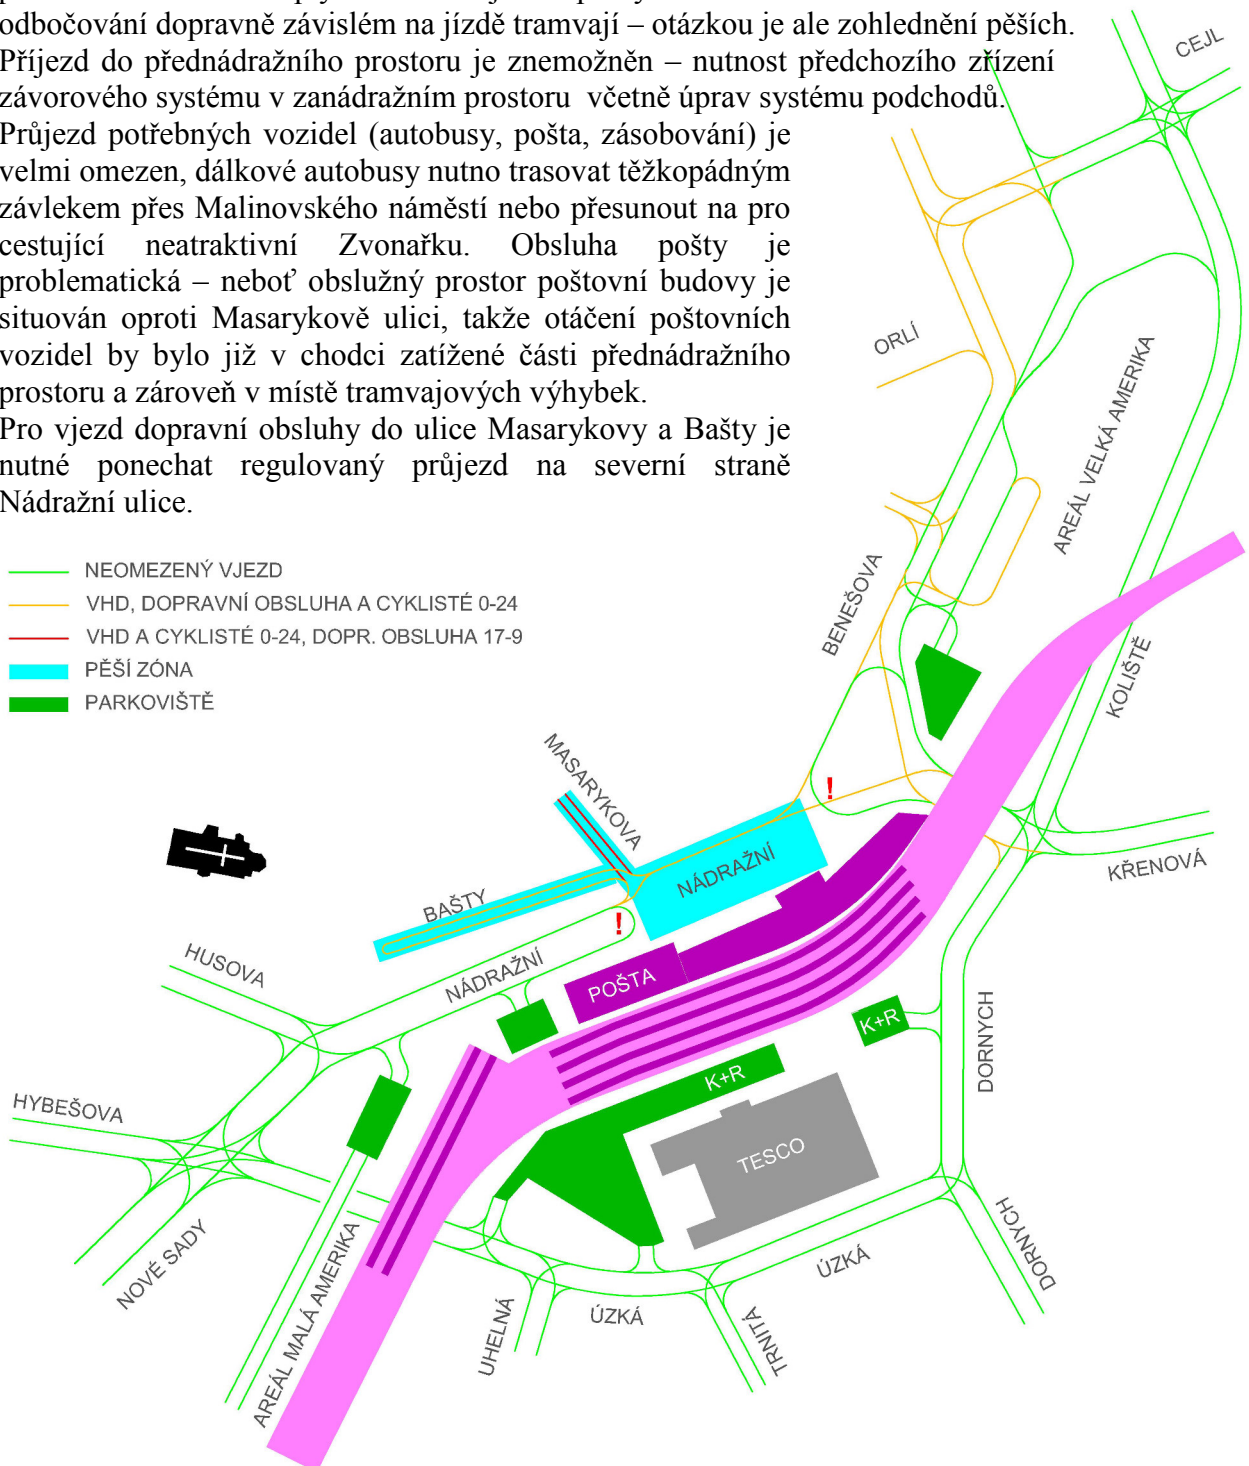 odbočování dopravně závislém na jízdě tramvají – otázkou je ale zohlednění pěších.
Příjezd do přednádražního prostoru je znemožněn – nutnost předchozího zřízení
závorového systému v zanádražním prostoru včetně úprav systému podchodů.
Průjezd potřebných vozidel (autobusy, pošta, zásobování) je
velmi omezen, dálkové autobusy nutno trasovat těžkopádným
závlekem přes Malinovského náměstí nebo přesunout na pro
cestující neatraktivní Zvonařku. Obsluha pošty je
problematická – neboť obslužný prostor poštovní budovy je
situován oproti Masarykově ulici, takže otáčení poštovních
vozidel by bylo již v chodci zatížené části přednádražního
prostoru a zároveň v místě tramvajových výhybek.
Pro vjezd dopravní obsluhy do ulice Masarykovy a Bašty je
nutné ponechat regulovaný průjezd na severní straně
Nádražní ulice.
NEOMEZENÝ VJEZD
VHD, DOPRAVNÍ OBSLUHA A CYKLISTÉ 0-24
VHD A CYKLISTÉ 0-24, DOPR. OBSLUHA 17-9
PĚŠÍ ZÓNA
PARKOVIŠTĚ
CEJL
ORLÍ
AREÁL VELKÁ AMERIKA
BENEŠOVA
KOLIŠTĚ
MASARYKOVA
!
NÁDRAŽNÍ
KŘENOVÁ
BAŠTY
!
HUSOVA
NÁDRAŽNÍ
POŠTA
K+R
DORNYCH
K+R
HYBEŠOVA
TESCO
NOVÉ SADY
AREÁL MALÁ AMERIKA
DORNYCH
ÚZKÁ
UHELNÁ
ÚZKÁ
TRNITÁ